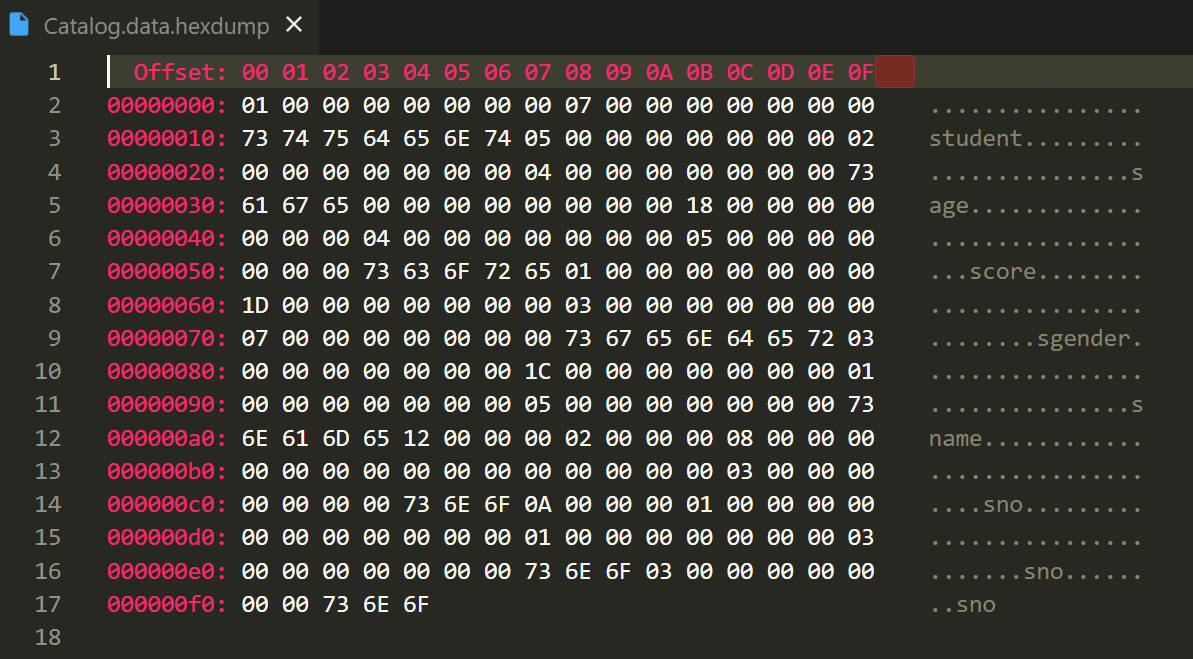 Catalog.data.hexdump ×
1 Offset: 00 01 02 03 04 05 06 07 08 09 0A 0B 0C 0D 0E 0F
2 00000000: 01 00 00 00 00 00 00 00 07 00 00 00 00 00 00 00 ................
3 00000010: 73 74 75 64 65 6E 74 05 00 00 00 00 00 00 00 02 student.........
4 00000020: 00 00 00 00 00 00 00 04 00 00 00 00 00 00 00 73 ...............s
5 00000030: 61 67 65 00 00 00 00 00 00 00 00 18 00 00 00 00 age.............
6 00000040: 00 00 00 04 00 00 00 00 00 00 00 05 00 00 00 00 ................
7 00000050: 00 00 00 73 63 6F 72 65 01 00 00 00 00 00 00 00 ...score........
8 00000060: 1D 00 00 00 00 00 00 00 03 00 00 00 00 00 00 00 ................
9 00000070: 07 00 00 00 00 00 00 00 73 67 65 6E 64 65 72 03 ........sgender.
10 00000080: 00 00 00 00 00 00 00 1C 00 00 00 00 00 00 00 01 ................
11 00000090: 00 00 00 00 00 00 00 05 00 00 00 00 00 00 00 73 ...............s
12 000000a0: 6E 61 6D 65 12 00 00 00 02 00 00 00 08 00 00 00 name............
13 000000b0: 00 00 00 00 00 00 00 00 00 00 00 00 03 00 00 00 ................
14 000000c0: 00 00 00 00 73 6E 6F 0A 00 00 00 01 00 00 00 00 ....sno.........
15 000000d0: 00 00 00 00 00 00 00 01 00 00 00 00 00 00 00 03 ................
16 000000e0: 00 00 00 00 00 00 00 73 6E 6F 03 00 00 00 00 00 .......sno......
17 000000f0: 00 00 73 6E 6F ..sno
18